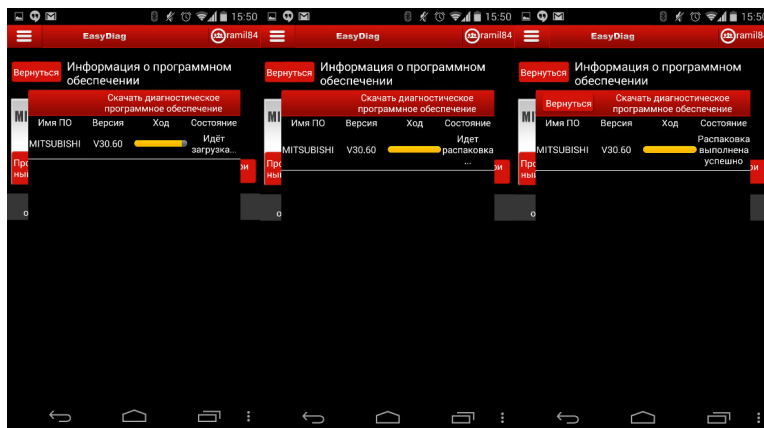 15:50
EasyDiag
ramil84
Вернуться
Информация о программном
обеспечении
Скачать диагностическое
программное обеспечение
Имя ПО Версия Ход Состояние
MITSUBISHI V30.60 Идёт
загрузка...
15:50
EasyDiag
ramil84
Вернуться
Информация о программном
обеспечении
Скачать диагностическое
программное обеспечение
Имя ПО Версия Ход Состояние
MITSUBISHI V30.60 Идет
распаковка
...
15:50
EasyDiag
ramil84
Вернуться
Информация о программном
обеспечении
Вернуться
Скачать диагностическое
программное обеспечение
Имя ПО Версия Ход Состояние
MITSUBISHI V30.60 Распаковка
выполнена
успешно